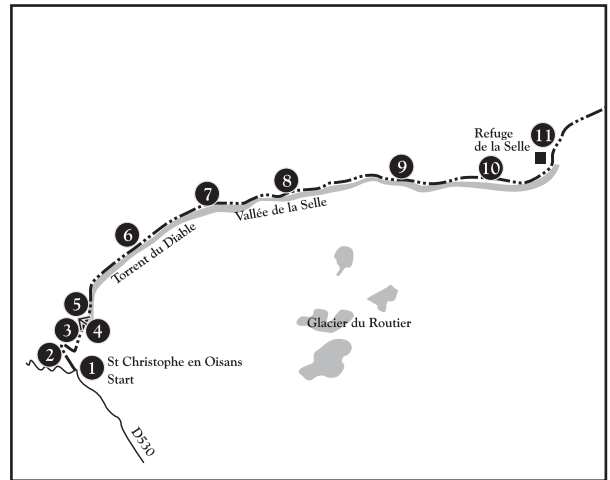 11
Refuge
de la Selle
10
9
8
7
Vallée de la Selle
6
Torrent du Diable
5
4
3
Glacier du Routier
2
1
St Christophe en Oisans
Start
D530